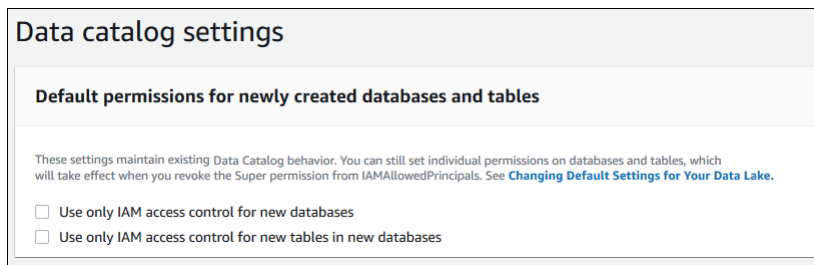 Data catalog settings
Default permissions for newly created databases and tables
These settings maintain existing Data Catalog behavior. You can still set individual permissions on databases and tables, which
will take effect when you revoke the Super permission from IAMAllowedPrincipals. See Changing Default Settings for Your Data Lake.
Use only IAM access control for new databases
Use only IAM access control for new tables in new databases